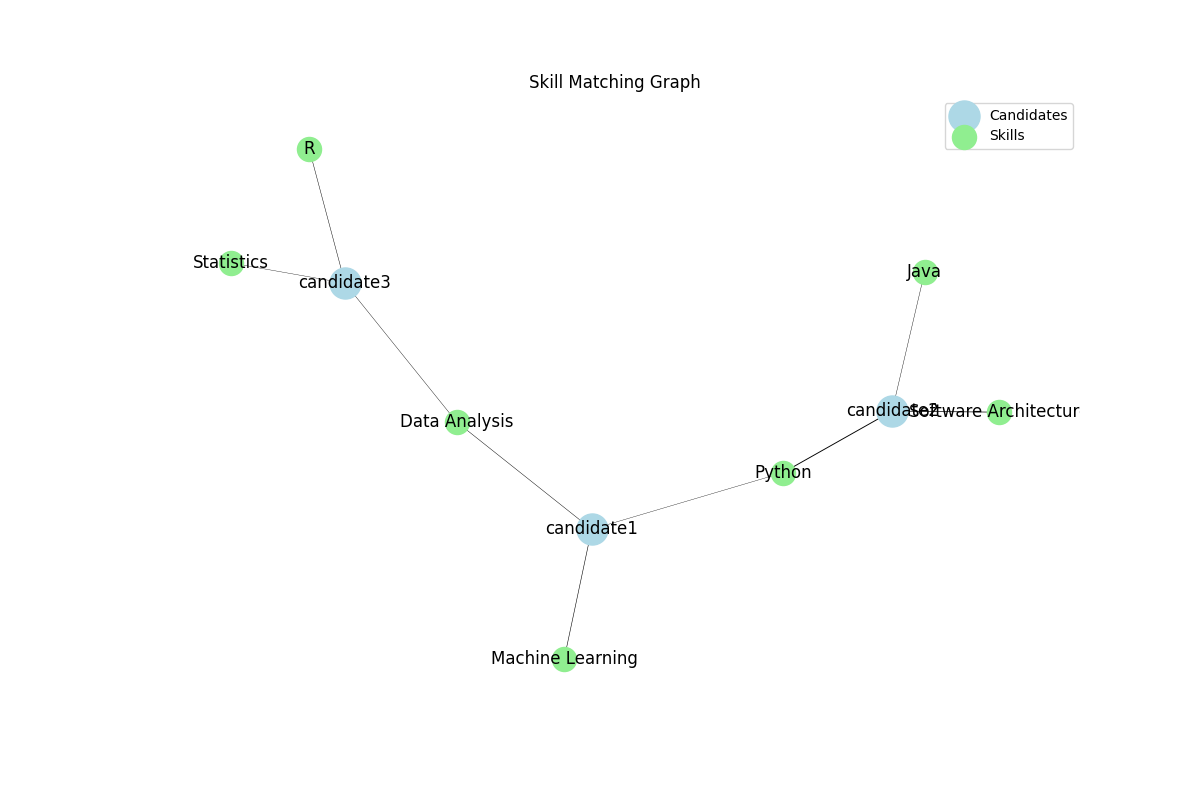 Skill Matching Graph
Candidates
Skills
R
Statistics
candidate3
Java
Data Analysis
candidate2
Software Architectur
Python
candidate1
Machine Learning